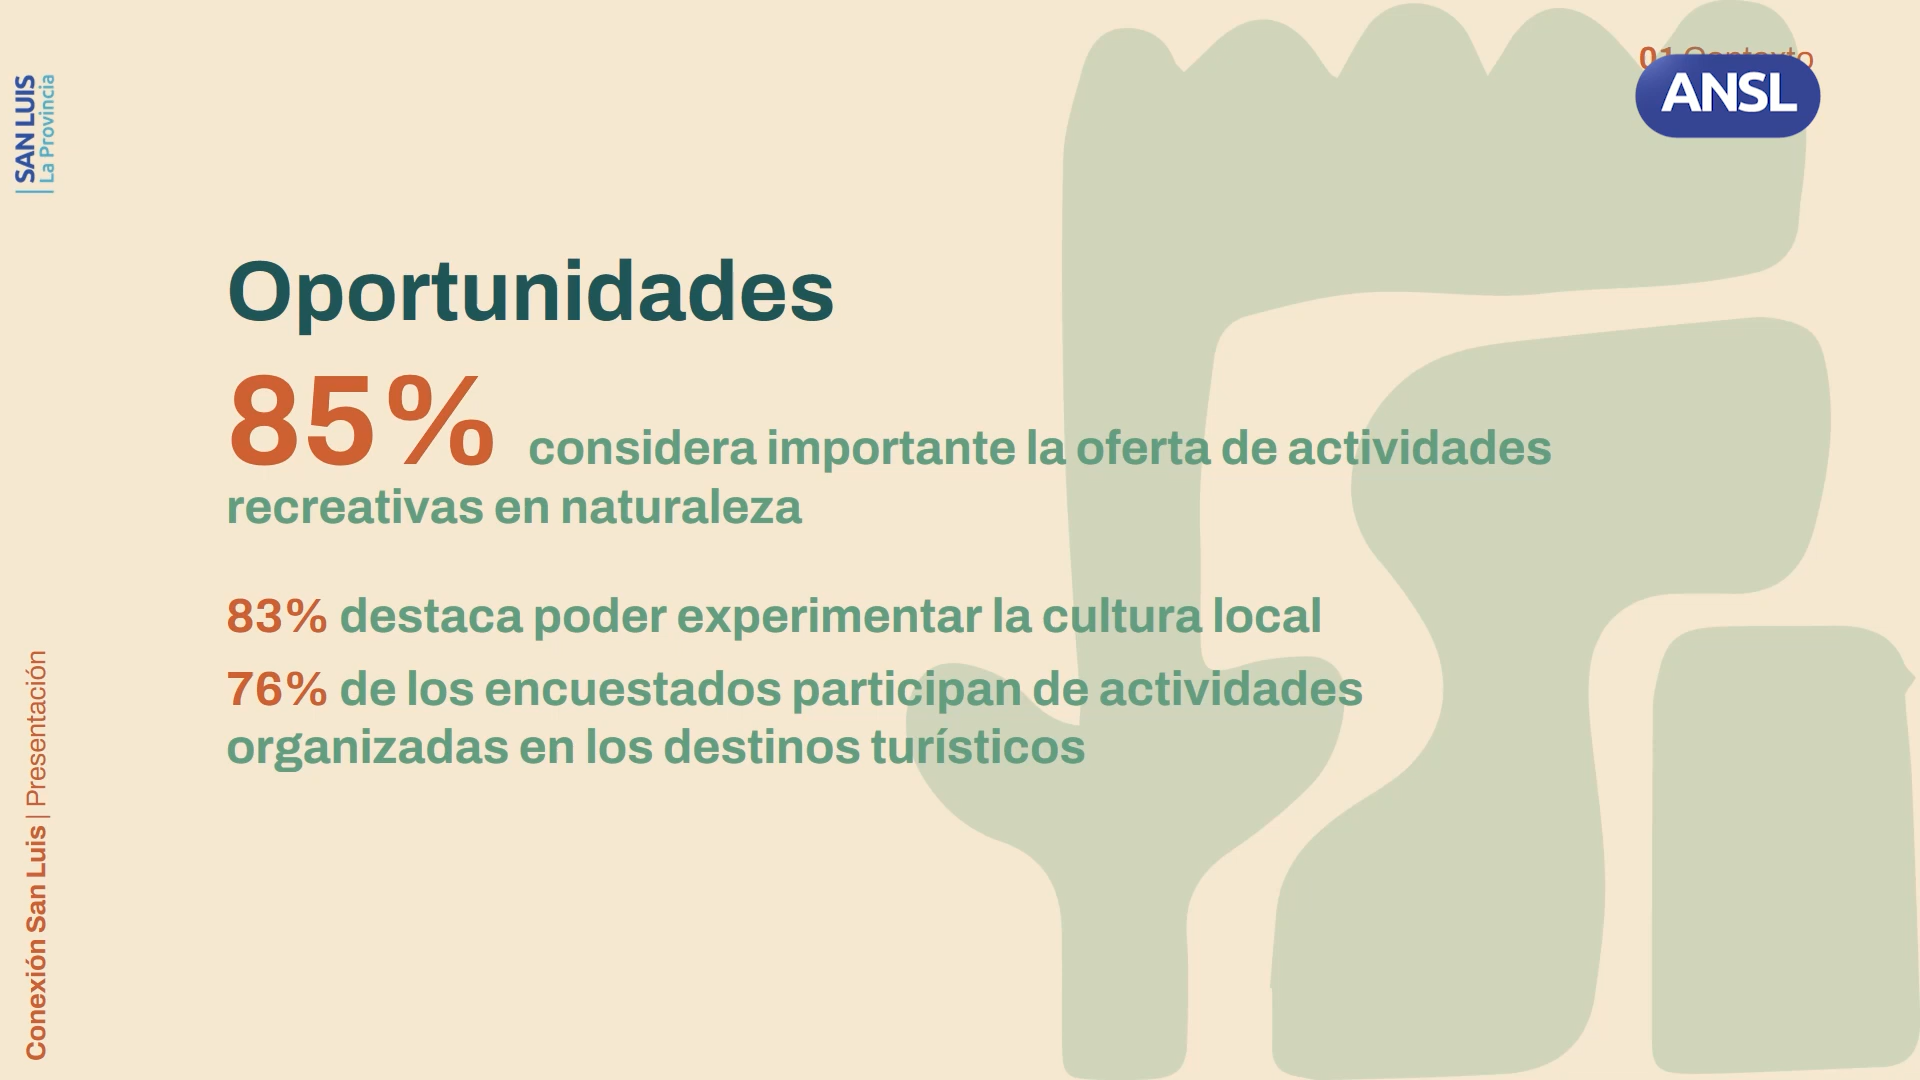 SAN LUIS
La Provincia
01 Contexto
ANSL
Oportunidades
85% considera importante la oferta de actividades
recreativas en naturaleza
83% destaca poder experimentar la cultura local
76% de los encuestados participan de actividades
organizadas en los destinos turísticos
Conexión San Luis | Presentación